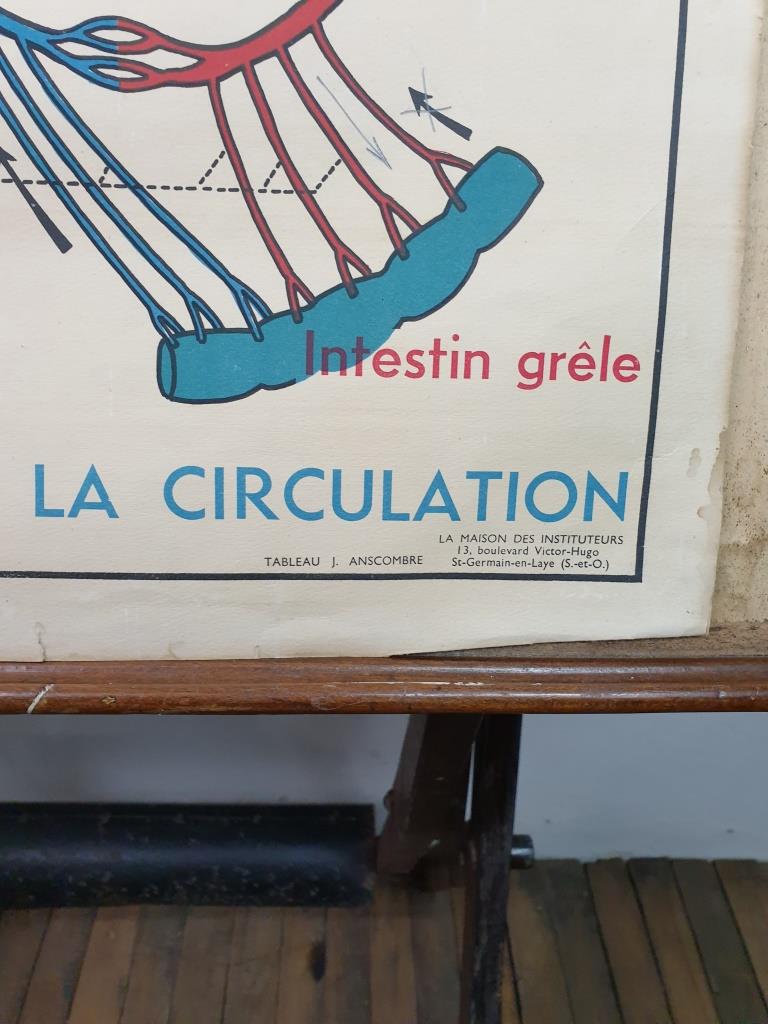 Intestin grêle
LA CIRCULATION
LA MAISON DES INSTITUTEURS
13, boulevard Victor-Hugo
TABLEAU J. ANSCOMBRE
St-Germain-en-Laye (S.-et-O.)